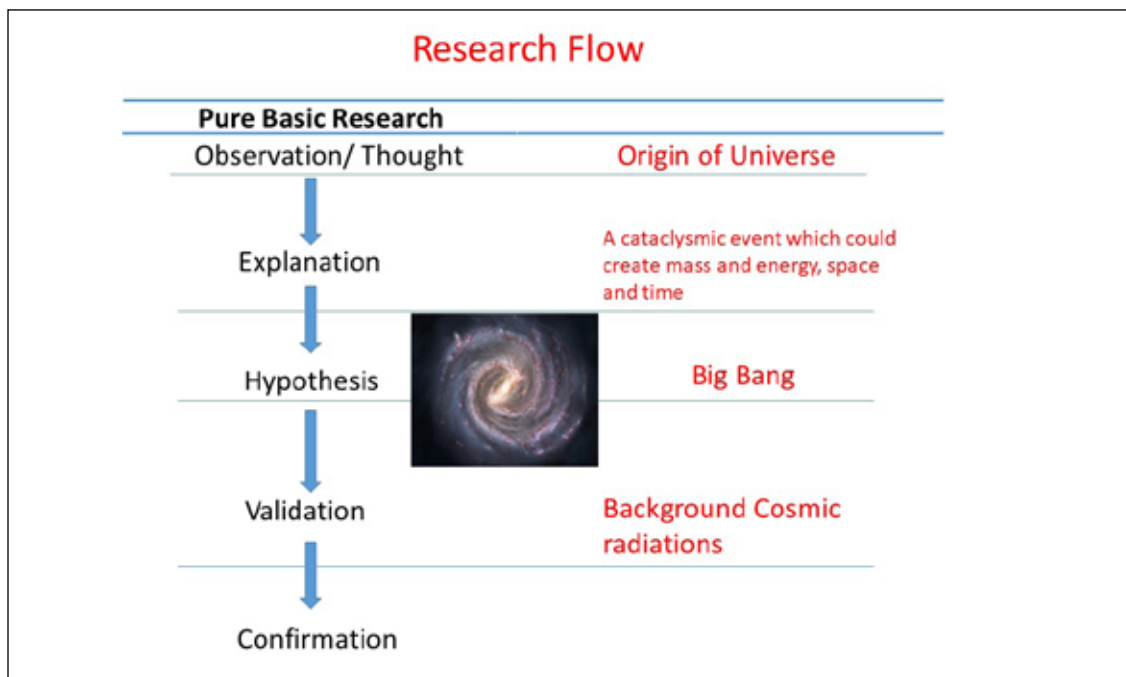 Research Flow
Pure Basic Research
Observation/ Thought Origin of Universe
Explanation
A cataclysmic event which could
create mass and energy, space
and time
Hypothesis Big Bang
Validation
Background Cosmic
radiations
Confirmation